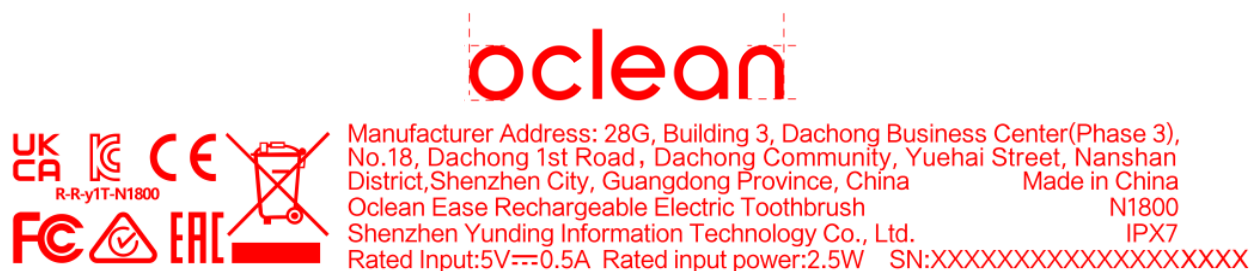 oclean
UK
CA
CE
R-R-y1T-N1800
FC
EAC
Manufacturer Address: 28G, Building 3, Dachong Business Center(Phase 3),
No.18, Dachong 1st Road, Dachong Community, Yuehai Street, Nanshan
District,Shenzhen City, Guangdong Province, China Made in China
Oclean Ease Rechargeable Electric Toothbrush N1800
Shenzhen Yunding Information Technology Co., Ltd. IPX7
Rated Input:5V⎓0.5A Rated input power:2.5W SN:XXXXXXXXXXXXXXXXXXXX